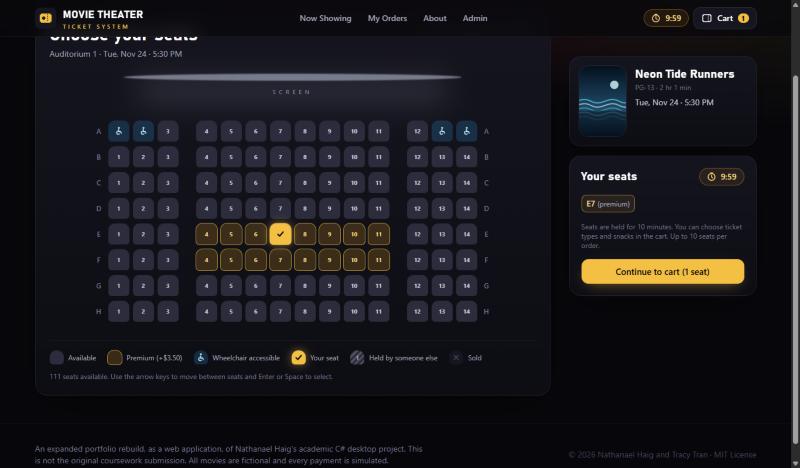 MOVIE THEATER
TICKET SYSTEM
Now Showing
My Orders
About
Admin
9:59
Cart 1
Choose your seats
Auditorium 1 · Tue, Nov 24 · 5:30 PM
SCREEN
A 3 4 5 6 7 8 9 10 11 12 A
B 1 2 3 4 5 6 7 8 9 10 11 12 13 14 B
C 1 2 3 4 5 6 7 8 9 10 11 12 13 14 C
D 1 2 3 4 5 6 7 8 9 10 11 12 13 14 D
E 1 2 3 4 5 6 8 9 10 11 12 13 14 E
F 1 2 3 4 5 6 7 8 9 10 11 12 13 14 F
G 1 2 3 4 5 6 7 8 9 10 11 12 13 14 G
H 1 2 3 4 5 6 7 8 9 10 11 12 13 14 H
Available
Premium (+$3.50)
Wheelchair accessible
Your seat
Held by someone else
Sold
111 seats available. Use the arrow keys to move between seats and Enter or Space to select.
Neon Tide Runners
PG-13 · 2 hr 1 min
Tue, Nov 24 · 5:30 PM
Your seats
9:59
E7 (premium)
Seats are held for 10 minutes. You can choose ticket
types and snacks in the cart. Up to 10 seats per
order.
Continue to cart (1 seat)
An expanded portfolio rebuild, as a web application, of Nathanael Haig's academic C# desktop project. This
is not the original coursework submission. All movies are fictional and every payment is simulated.
© 2026 Nathanael Haig and Tracy Tran · MIT License